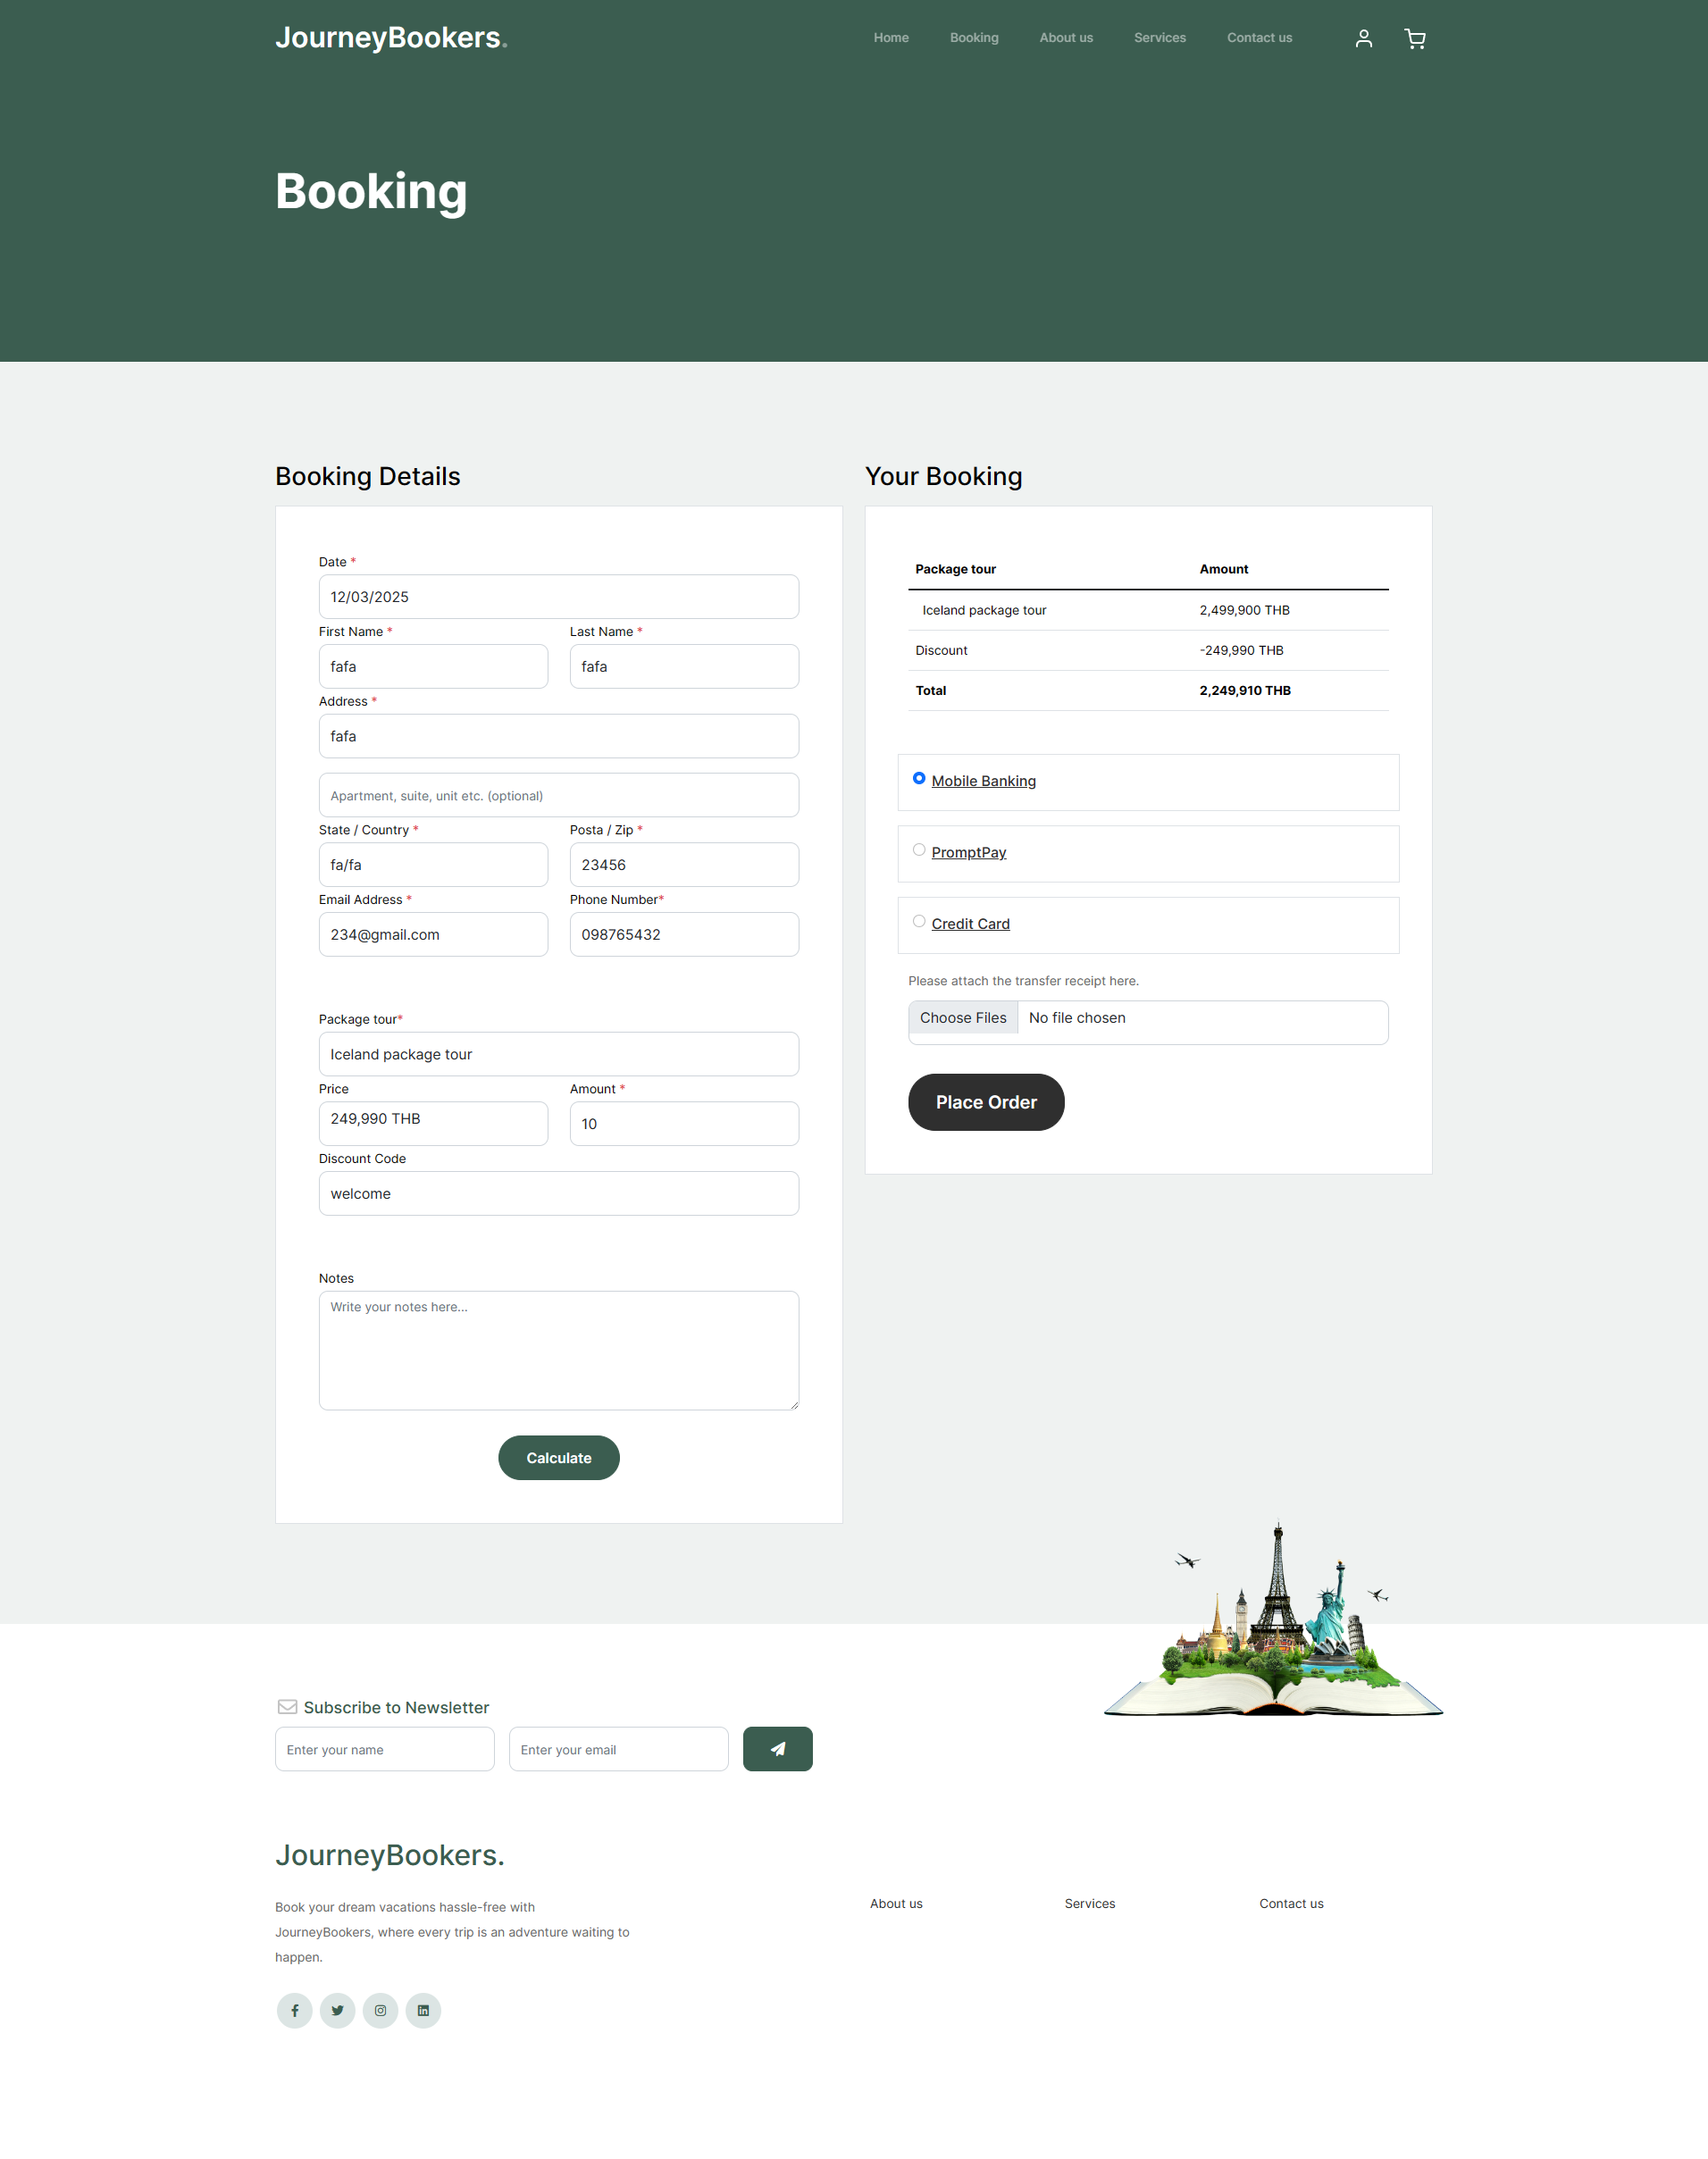 JourneyBookers.
Home Booking About us Services Contact us
Booking
Booking Details
Date *
12/03/2025
First Name * Last Name *
fafa fafa
Address *
fafa
Apartment, suite, unit etc. (optional)
State / Country * Posta / Zip *
fa/fa 23456
Email Address * Phone Number*
234@gmail.com 098765432
Package tour*
Iceland package tour
Price Amount *
249,990 THB 10
Discount Code
welcome
Notes
Write your notes here...
Calculate
Your Booking
Package tour Amount
Iceland package tour 2,499,900 THB
Discount -249,990 THB
Total 2,249,910 THB
Mobile Banking
PromptPay
Credit Card
Please attach the transfer receipt here.
Choose Files No file chosen
Place Order
Subscribe to Newsletter
Enter your name Enter your email
JourneyBookers.
Book your dream vacations hassle-free with
JourneyBookers, where every trip is an adventure waiting to
happen.
About us Services Contact us